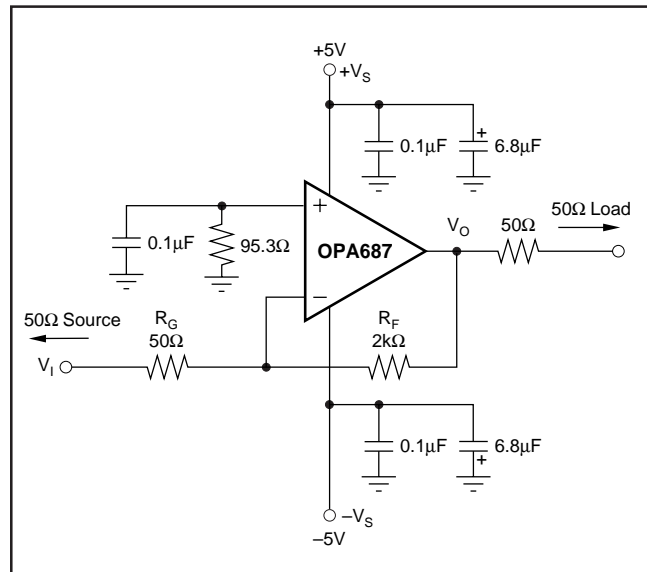 +5V
+V_S
0.1µF
6.8µF
+
+
0.1µF
95.3Ω
OPA687
−
V_O
50Ω
50Ω Load
50Ω Source
R_G
50Ω
R_F
2kΩ
V_I
0.1µF
6.8µF
+
−V_S
−5V